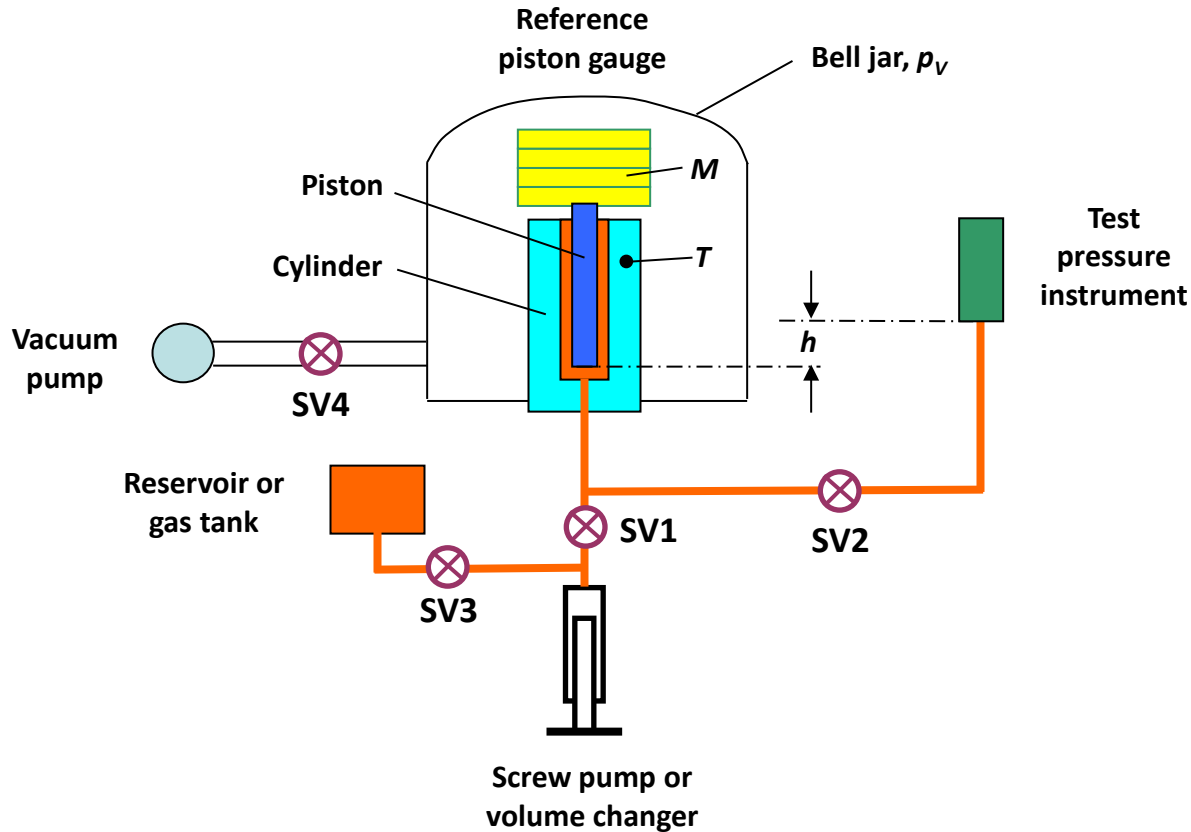 Reference
piston gauge
Bell jar, pV
M
Piston
Cylinder
T
Test
pressure
instrument
h
Vacuum
pump
SV4
Reservoir or
gas tank
SV1
SV2
SV3
Screw pump or
volume changer